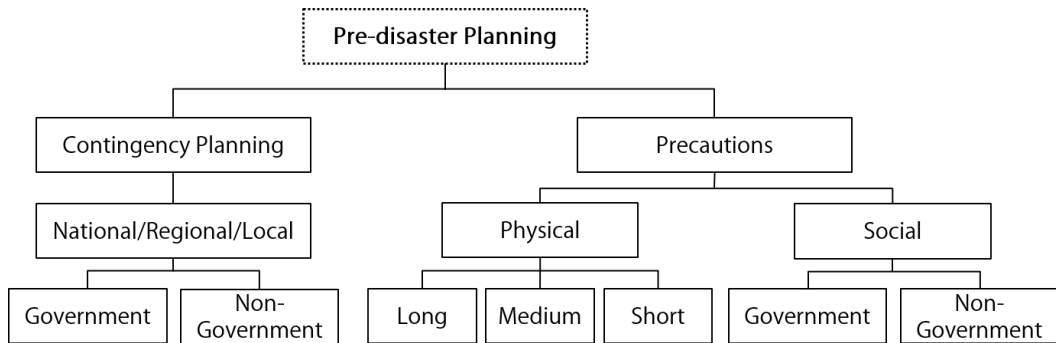 Pre-disaster Planning
Contingency Planning
Precautions
National/Regional/Local
Physical
Social
Government
Non-
Government
Long
Medium
Short
Government
Non-
Government